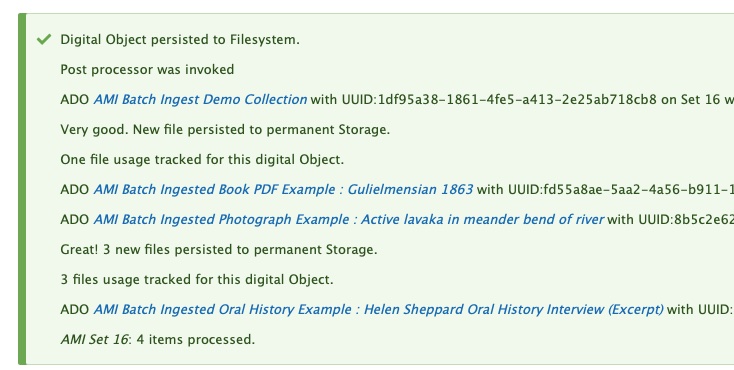 Digital Object persisted to Filesystem.
Post processor was invoked
ADO AMI Batch Ingest Demo Collection with UUID:1df95a38-1861-4fe5-a413-2e25ab718cb8 on Set 16 w
Very good. New file persisted to permanent Storage.
One file usage tracked for this digital Object.
ADO AMI Batch Ingested Book PDF Example : Gulielmensian 1863 with UUID:fd55a8ae-5aa2-4a56-b911-1
ADO AMI Batch Ingested Photograph Example : Active lavaka in meander bend of river with UUID:8b5c2e62
Great! 3 new files persisted to permanent Storage.
3 files usage tracked for this digital Object.
ADO AMI Batch Ingested Oral History Example : Helen Sheppard Oral History Interview (Excerpt) with UUID:
AMI Set 16: 4 items processed.